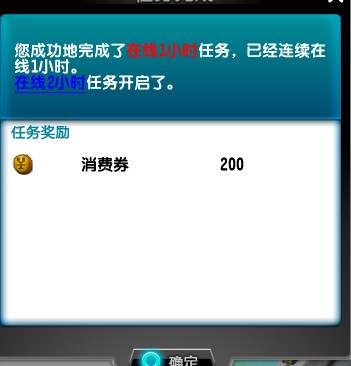 您成功地完成了在线1小时任务，已经连续在
线1小时。
在线2小时任务开启了。
任务奖励
消费券 200
确定